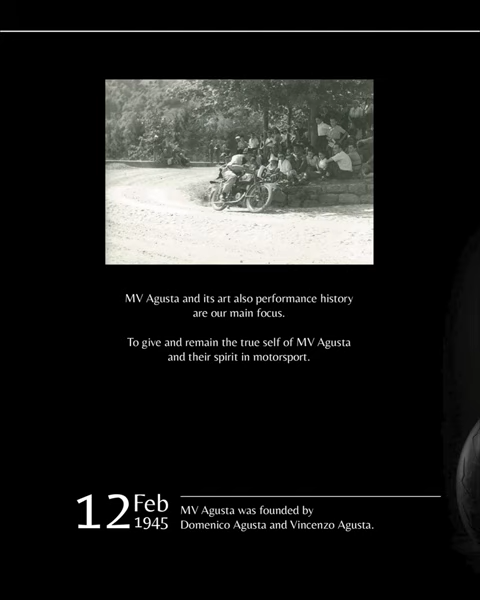 MV Agusta and its art also performance history
are our main focus.
To give and remain the true self of MV Agusta
and their spirit in motorsport.
12 Feb
1945
MV Agusta was founded by
Domenico Agusta and Vincenzo Agusta.